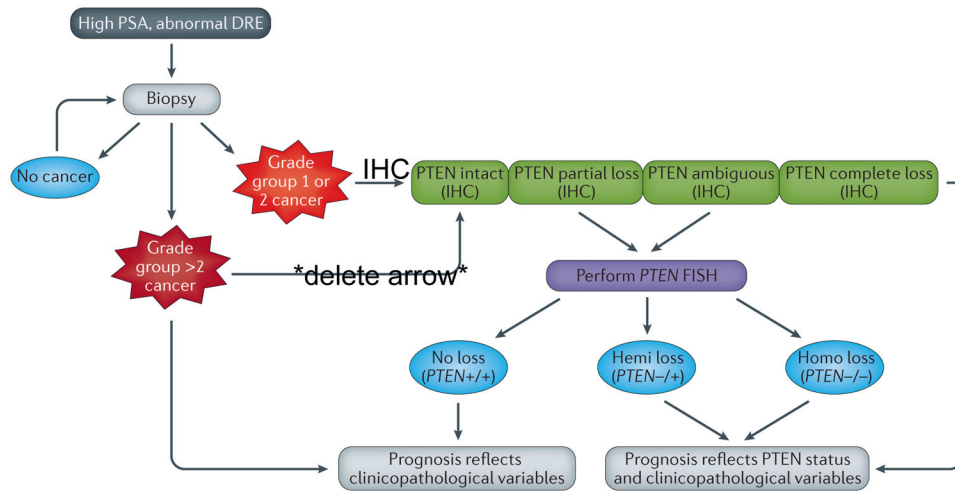 High PSA, abnormal DRE
Biopsy
No cancer
Grade
group 1 or
2 cancer
IHC
PTEN intact
(IHC)
PTEN partial loss
(IHC)
PTEN ambiguous
(IHC)
PTEN complete loss
(IHC)
Grade
group >2
cancer
*delete arrow*
Perform PTEN FISH
No loss
(PTEN+/+)
Hemi loss
(PTEN–/+)
Homo loss
(PTEN–/–)
Prognosis reflects
clinicopathological variables
Prognosis reflects PTEN status
and clinicopathological variables